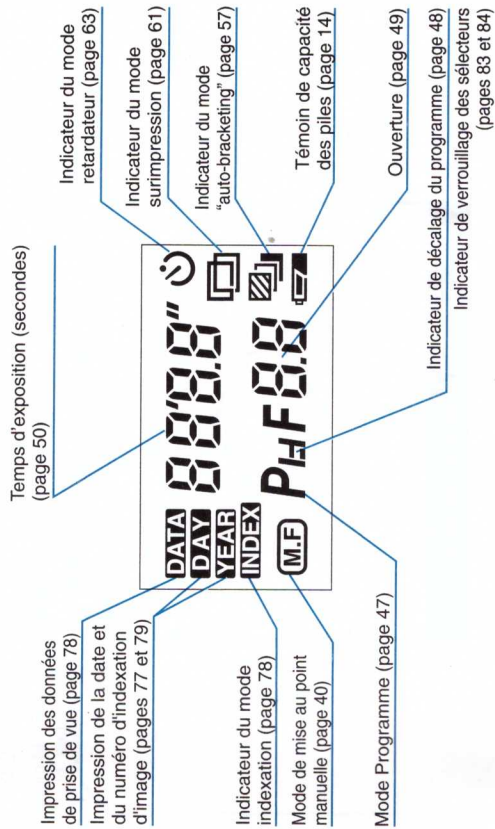 Temps d'exposition (secondes)
(page 50)
Impression des données
de prise de vue (page 78)
Impression de la date et
du numéro d'indexation
d'image (pages 77 et 79)
Indicateur du mode
indexation (page 78)
Mode de mise au point
manuelle (page 40)
Mode Programme (page 47)
DATA
DAY
YEAR
INDEX
M.F
88'8.8"
P F 8.8
Indicateur du mode
retardateur (page 63)
Indicateur du mode
surimpression (page 61)
Indicateur du mode
"auto-bracketing" (page 57)
Témoin de capacité
des piles (page 14)
Ouverture (page 49)
Indicateur de décalage du programme (page 48)
Indicateur de verrouillage des sélecteurs
(pages 83 et 84)